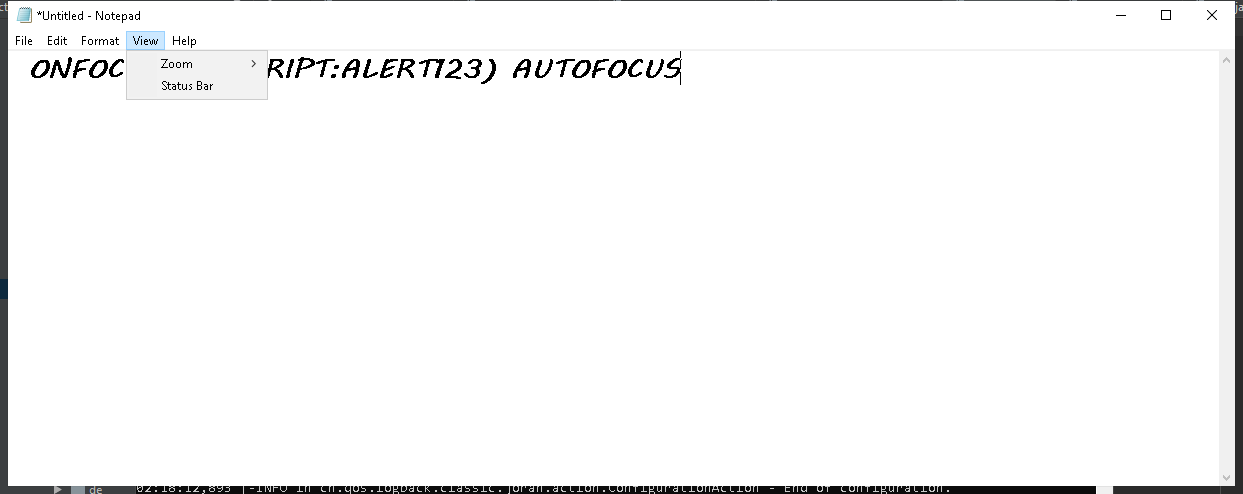 *Untitled - Notepad
File Edit Format View Help
Zoom
Status Bar
ONFOC RIPT:ALERT123) AUTOFOCUS
de 02:18:12,893 |-INFO in ch.qos.logback.classic.joran.action.ConfigurationAction - End of configuration.